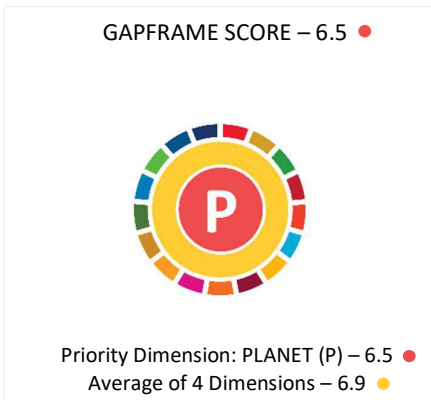 GAPFRAME SCORE – 6.5
P
Priority Dimension: PLANET (P) – 6.5
Average of 4 Dimensions – 6.9